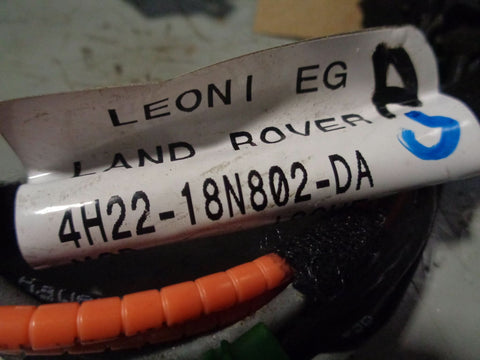 LEONI EG A
LAND ROVER
4H22-18N802-DA